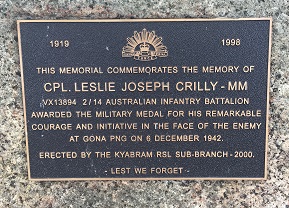 1919 1998
THIS MEMORIAL COMMEMORATES THE MEMORY OF
CPL. LESLIE JOSEPH CRILLY - MM
VX13894 2/14 AUSTRALIAN INFANTRY BATTALION
AWARDED THE MILITARY MEDAL FOR HIS REMARKABLE
COURAGE AND INITIATIVE IN THE FACE OF THE ENEMY
AT GONA PNG ON 6 DECEMBER 1942.
ERECTED BY THE KYABRAM RSL SUB-BRANCH - 2000.
- LEST WE FORGET -